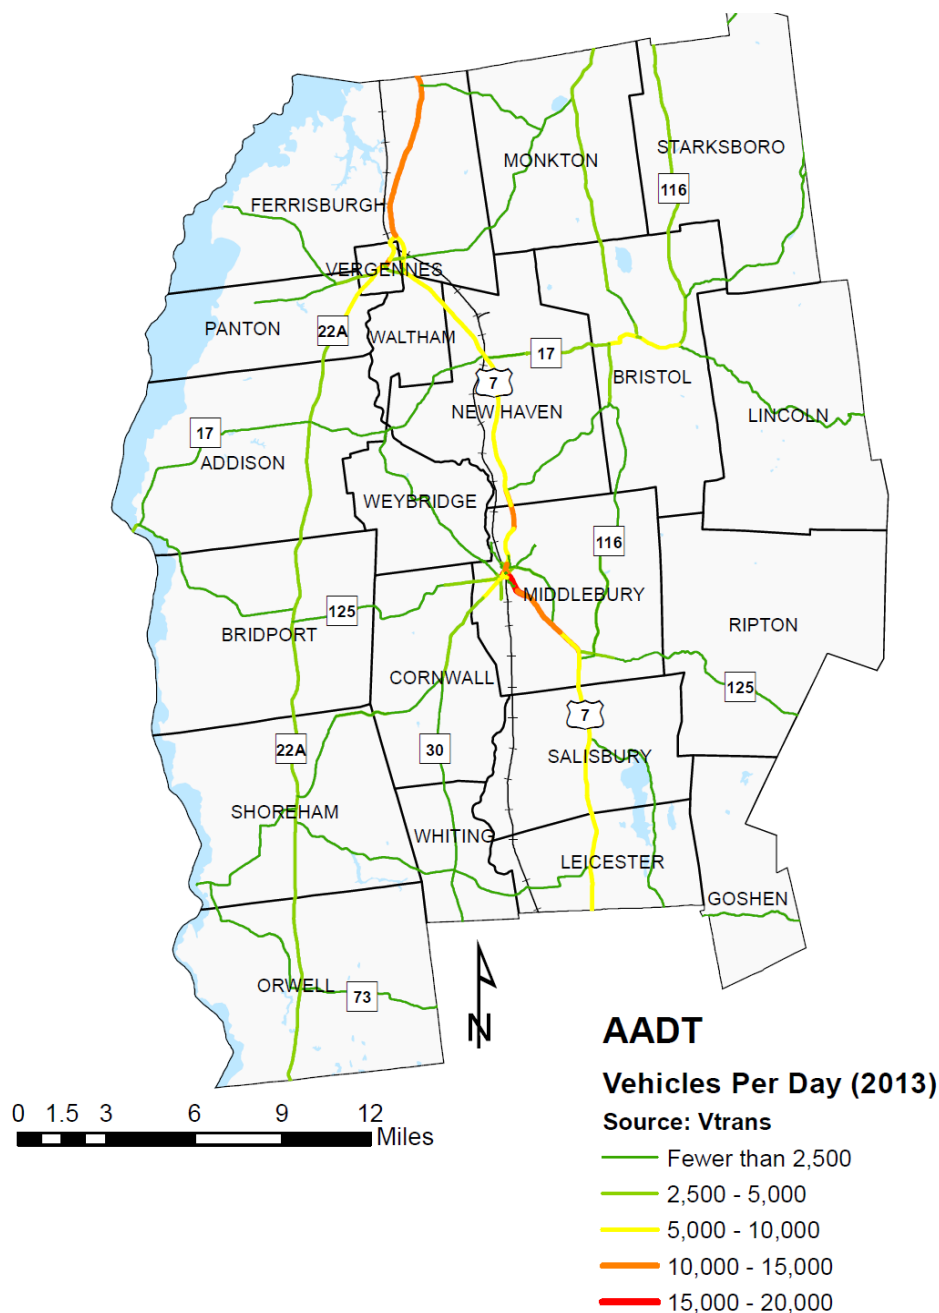 STARKSBORO
MONKTON
116
FERRISBURGH
VERGENNES
PANTON
22A
WALTHAM
17
7
BRISTOL
NEW HAVEN
LINCOLN
17
ADDISON
WEYBRIDGE
116
MIDDLEBURY
125
BRIDPORT
RIPTON
CORNWALL
125
7
22A
30
SALISBURY
SHOREHAM
WHITING
LEICESTER
GOSHEN
ORWELL
73
N
AADT
Vehicles Per Day (2013)
Source: Vtrans
0 1.5 3 6 9 12
Miles
Fewer than 2,500
2,500 - 5,000
5,000 - 10,000
10,000 - 15,000
15,000 - 20,000